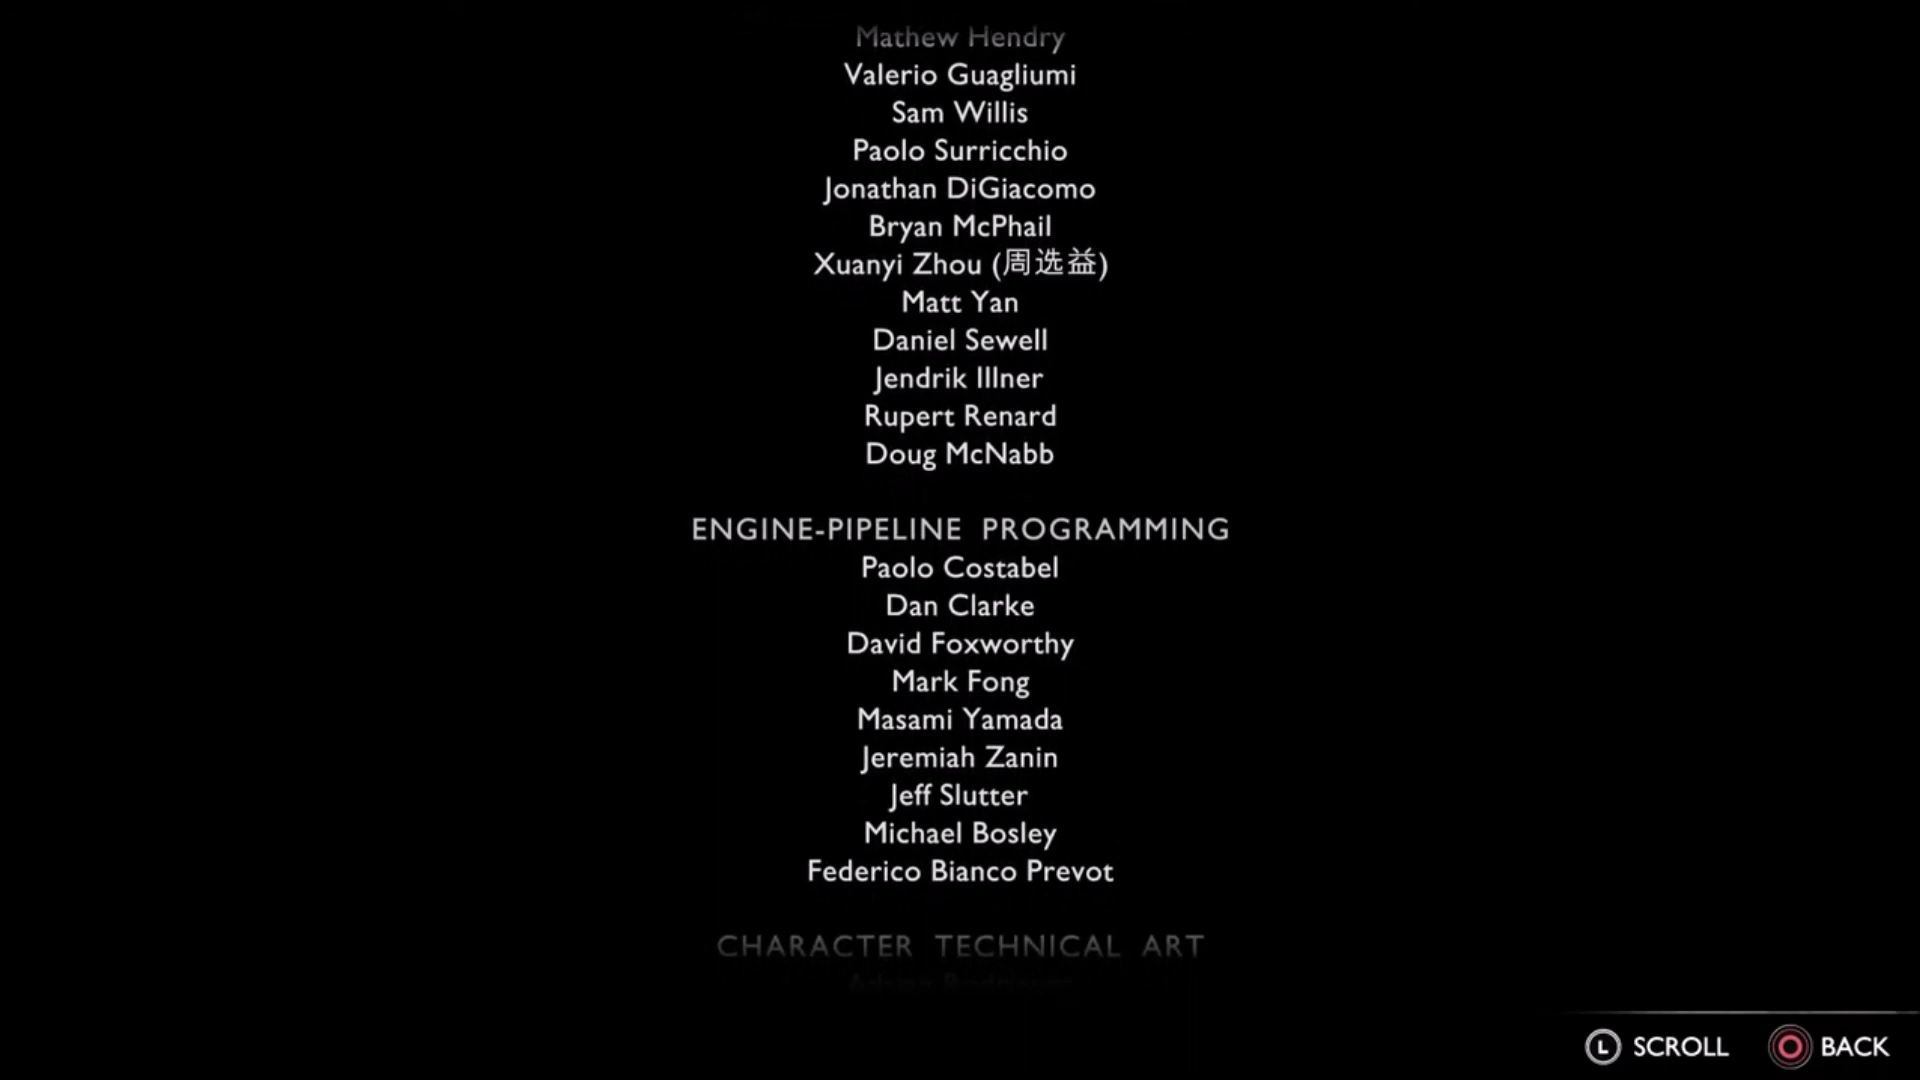 Mathew Hendry
Valerio Guagliumi
Sam Willis
Paolo Surricchio
Jonathan DiGiacomo
Bryan McPhail
Xuanyi Zhou (周选益)
Matt Yan
Daniel Sewell
Jendrik Illner
Rupert Renard
Doug McNabb
ENGINE-PIPELINE PROGRAMMING
Paolo Costabel
Dan Clarke
David Foxworthy
Mark Fong
Masami Yamada
Jeremiah Zanin
Jeff Slutter
Michael Bosley
Federico Bianco Prevot
CHARACTER TECHNICAL ART
L SCROLL BACK